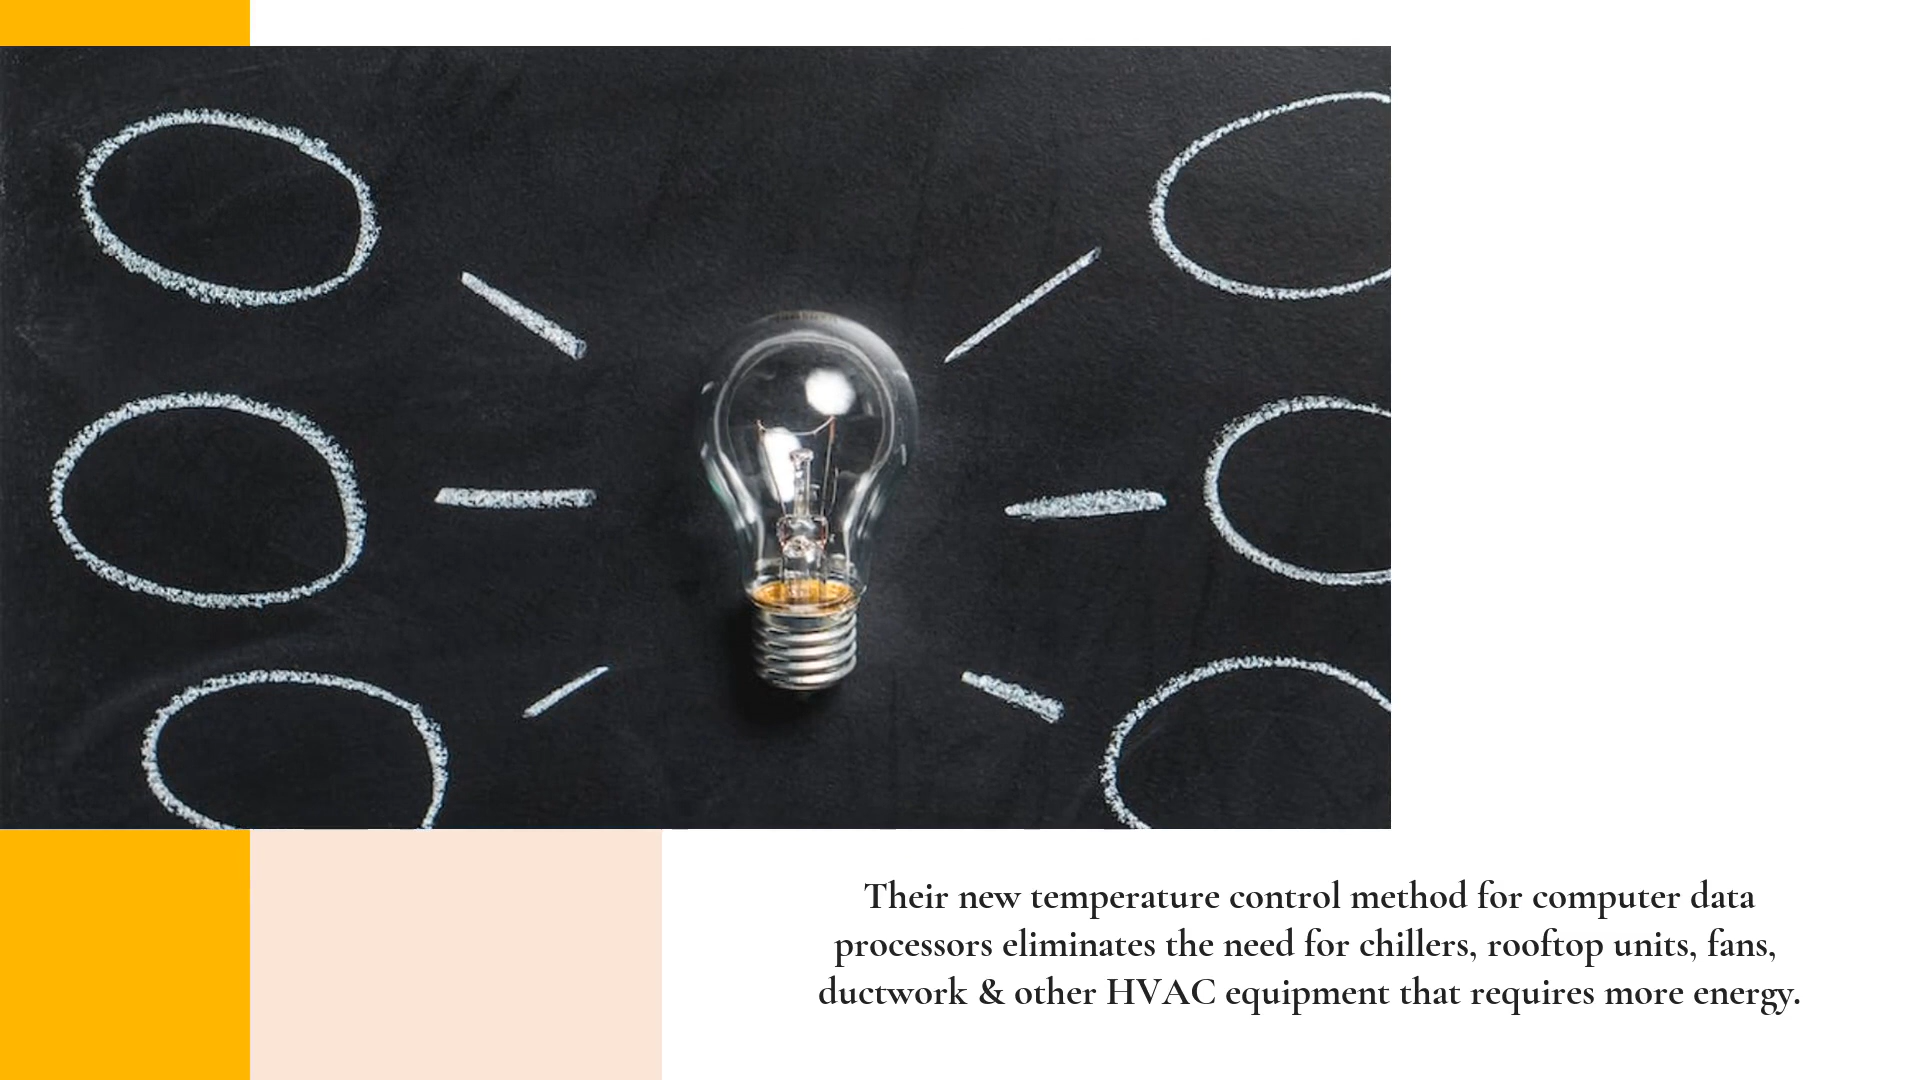 Their new temperature control method for computer data
processors eliminates the need for chillers, rooftop units, fans,
ductwork & other HVAC equipment that requires more energy.